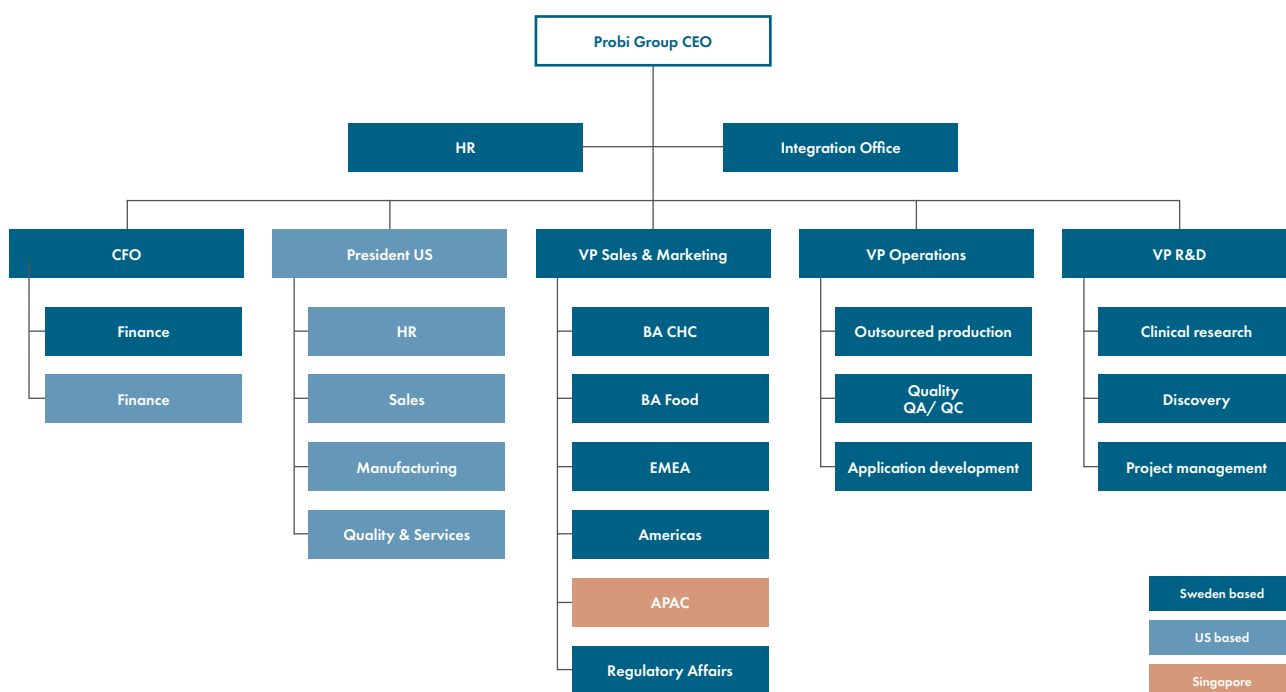 Probi Group CEO
HR
Integration Office
CFO
President US
VP Sales & Marketing
VP Operations
VP R&D
Finance
HR
BA CHC
Outsourced production
Clinical research
Finance
Sales
BA Food
Quality
QA/ QC
Discovery
Manufacturing
EMEA
Application development
Project management
Quality & Services
Americas
APAC
Regulatory Affairs
Sweden based
US based
Singapore